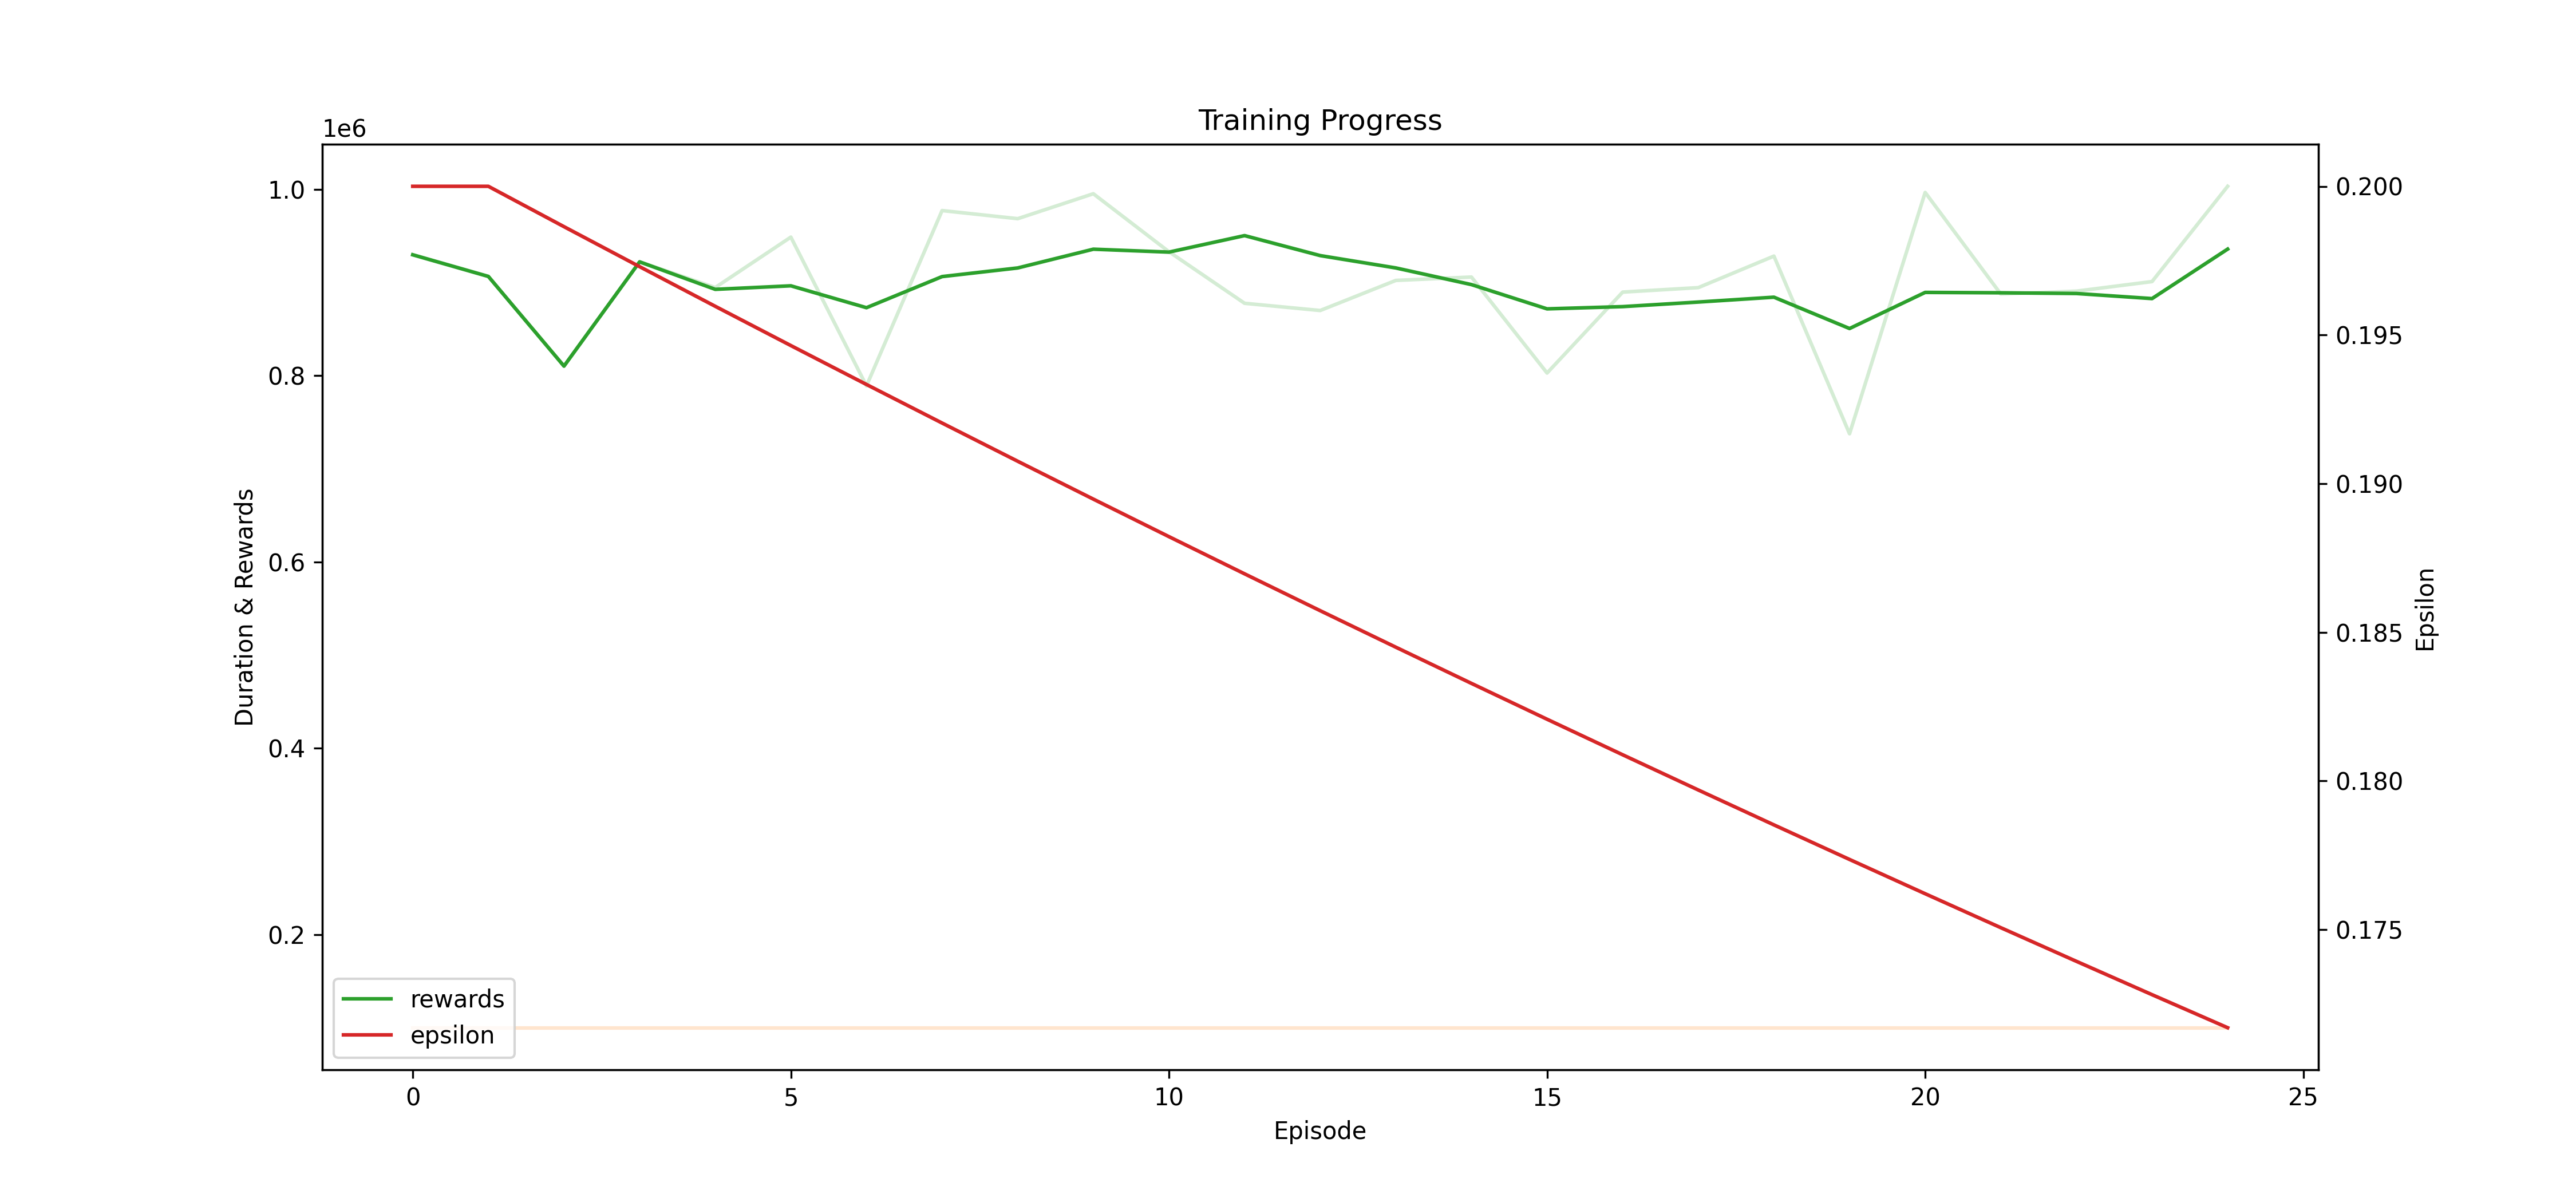 Training Progress
1e6
1.0
0.8
0.6
0.4
0.2
Duration & Rewards
0.200
0.195
0.190
0.185
0.180
0.175
Epsilon
rewards
epsilon
0 5 10 15 20 25
Episode